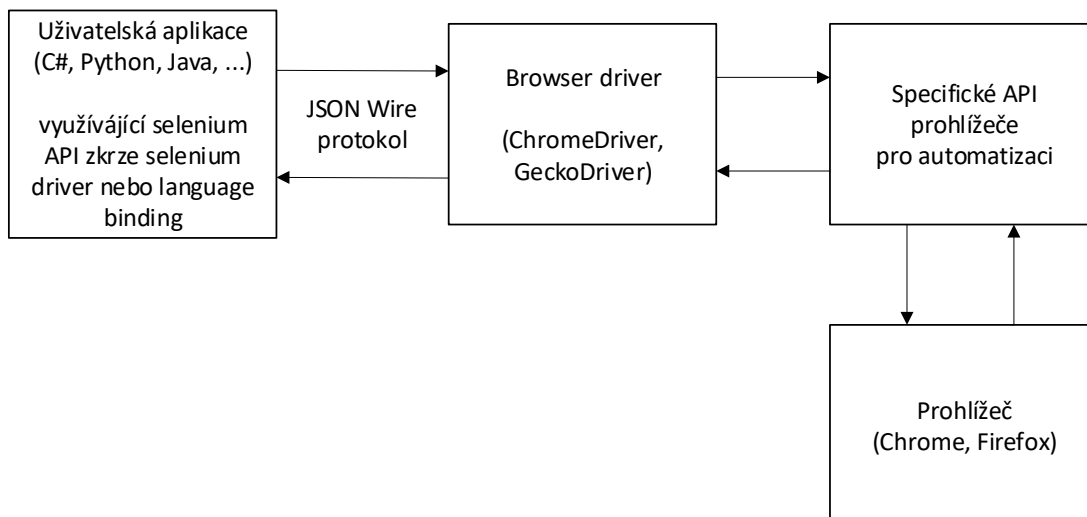 Uživatelská aplikace
(C#, Python, Java, ...)
využívájící selenium
API zkrze selenium
driver nebo language
binding
JSON Wire
protokol
Browser driver
(ChromeDriver,
GeckoDriver)
Specifické API
prohlížeče
pro automatizaci
Prohlížeč
(Chrome, Firefox)